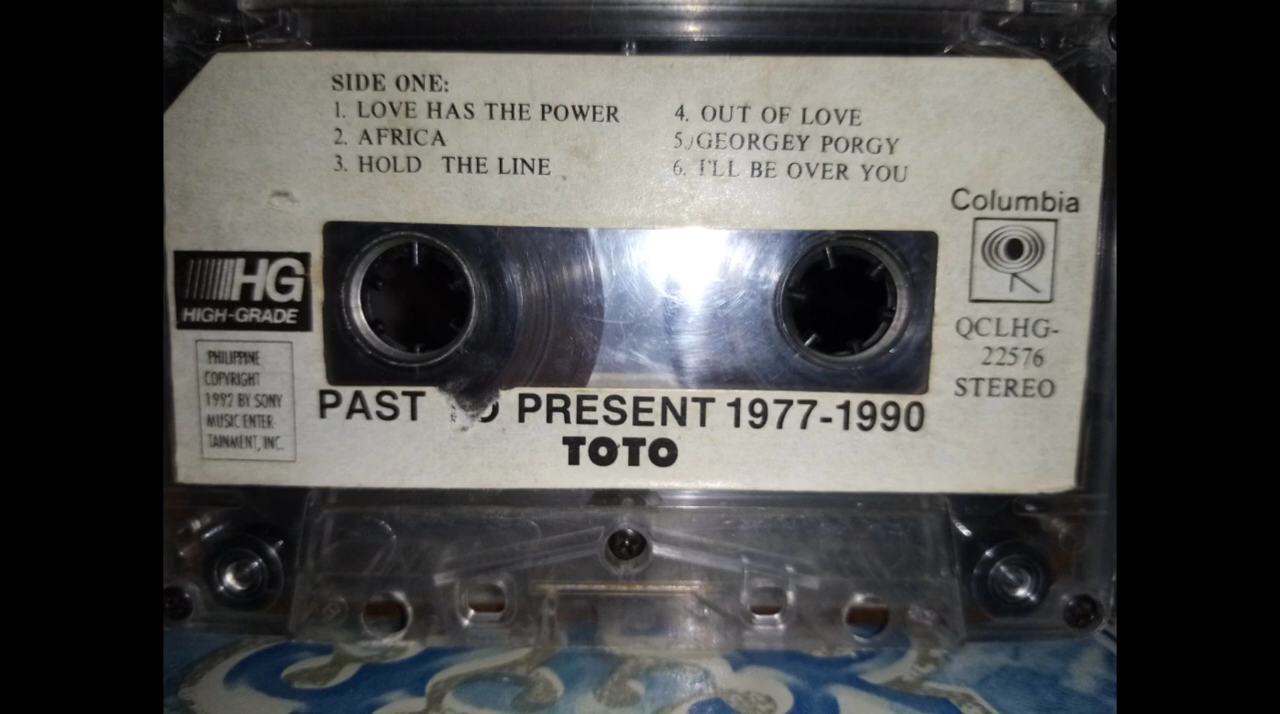 SIDE ONE:
1. LOVE HAS THE POWER
2. AFRICA
3. HOLD THE LINE
4. OUT OF LOVE
5. GEORGEY PORGY
6. I'LL BE OVER YOU
Columbia
QCLHG-
22576
STEREO
HG
HIGH-GRADE
PHILIPPINE
COPYRIGHT
1992 BY SONY
MUSIC ENTER-
TAINMENT, INC.
PAST TO PRESENT 1977-1990
TOTO